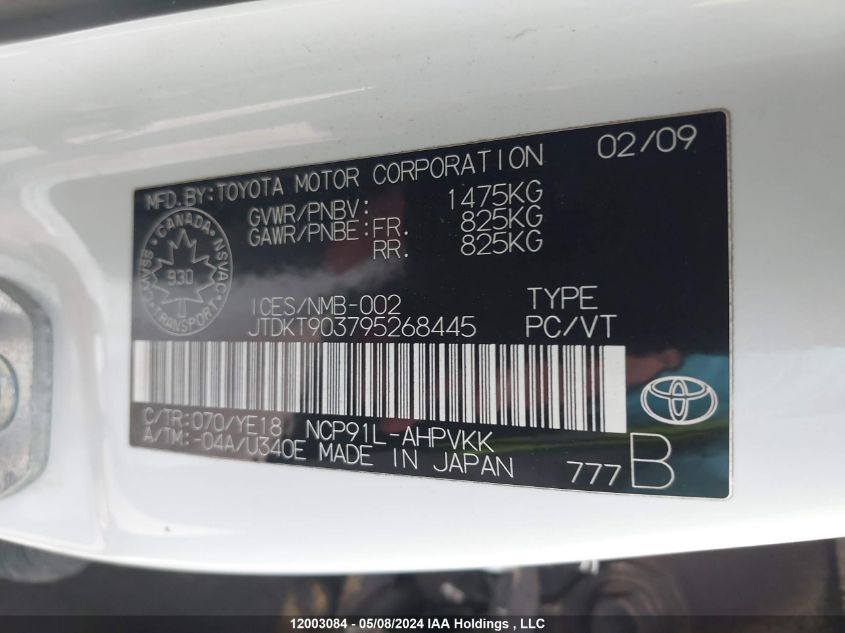 02/09
MFD.BY:TOYOTA MOTOR CORPORATION
GVWR/PNBV: 1475KG
GAWR/PNBE:FR. 825KG
RR. 825KG
CANADA
NSVAC
930
TRANSPORT
ICES/NMB-002 TYPE
JTDKT903795268445 PC/VT
C/TR:070/YE18 NCP91L-AHPVKK
A/TM:-04A/U340E MADE IN JAPAN
777 B
12003084 - 05/08/2024 IAA Holdings , LLC